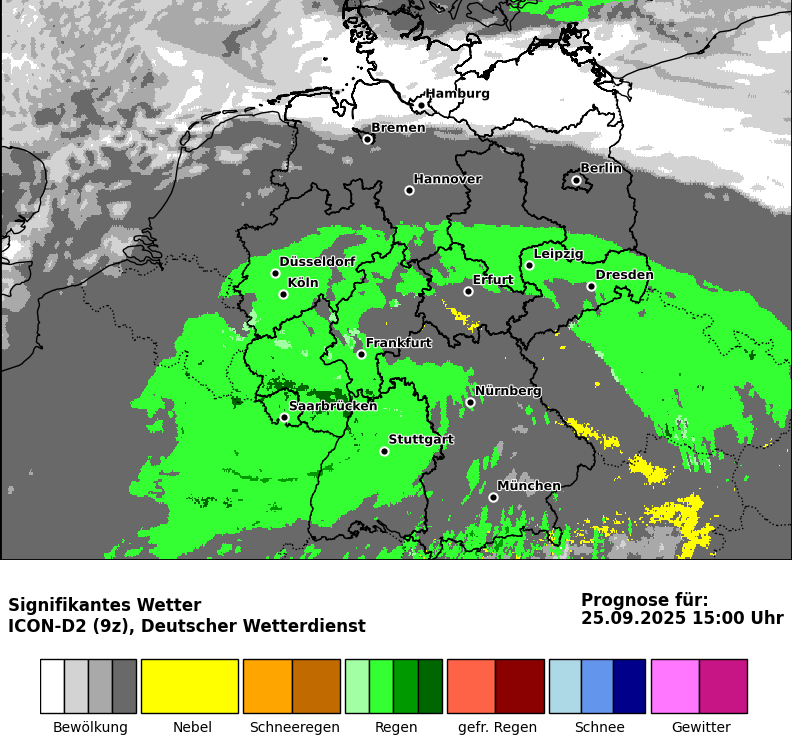 Hamburg
Bremen
Berlin
Hannover
Düsseldorf
Leipzig
Köln
Erfurt
Dresden
Frankfurt
Nürnberg
Saarbrücken
Stuttgart
München
Signifikantes Wetter
ICON-D2 (9z), Deutscher Wetterdienst
Prognose für:
25.09.2025 15:00 Uhr
Bewölkung Nebel Schneeregen Regen gefr. Regen Schnee Gewitter